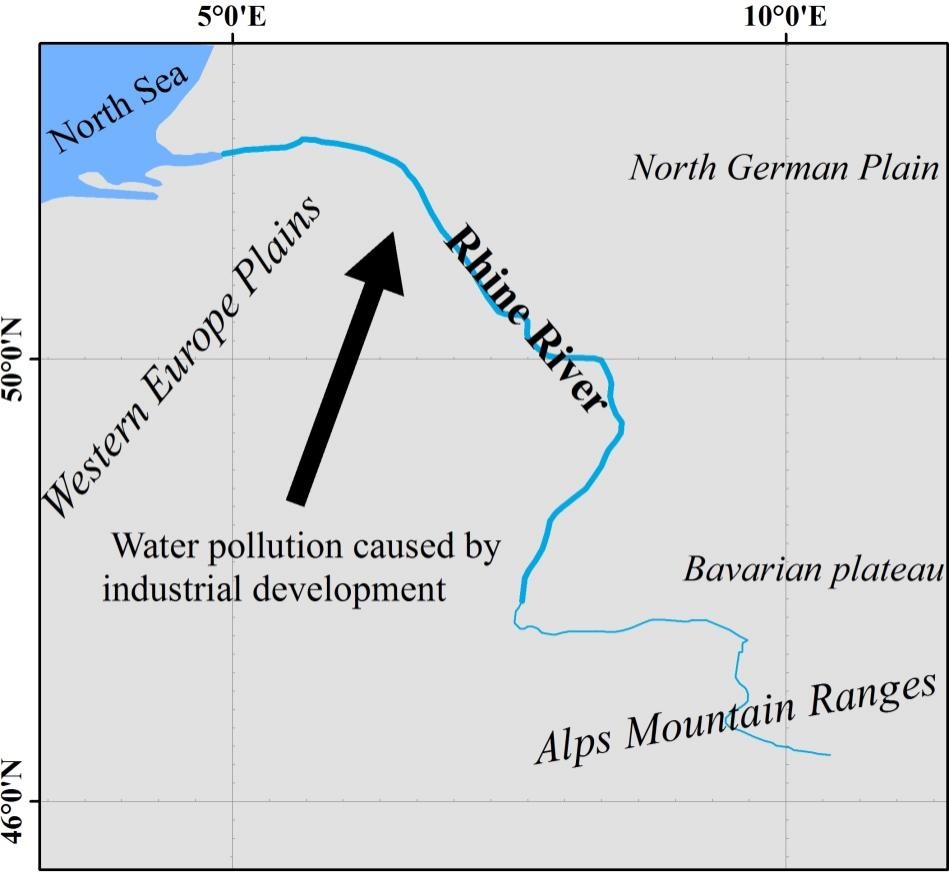 5°0'E
10°0'E
North Sea
North German Plain
Western Europe Plains
Rhine River
50°0'N
Water pollution caused by
industrial development
Bavarian plateau
Alps Mountain Ranges
46°0'N